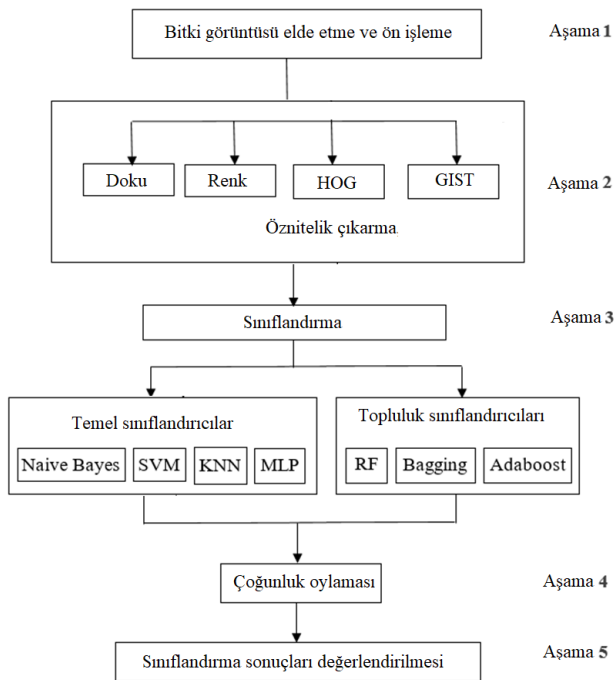 Bitki görüntüsü elde etme ve ön işleme
Aşama 1
Doku
Renk
HOG
GIST
Aşama 2
Öznitelik çıkarma
Sınıflandırma
Aşama 3
Temel sınıflandırıcılar
Naive Bayes
SVM
KNN
MLP
Topluluk sınıflandırıcıları
RF
Bagging
Adaboost
Çoğunluk oylaması
Aşama 4
Sınıflandırma sonuçları değerlendirilmesi
Aşama 5